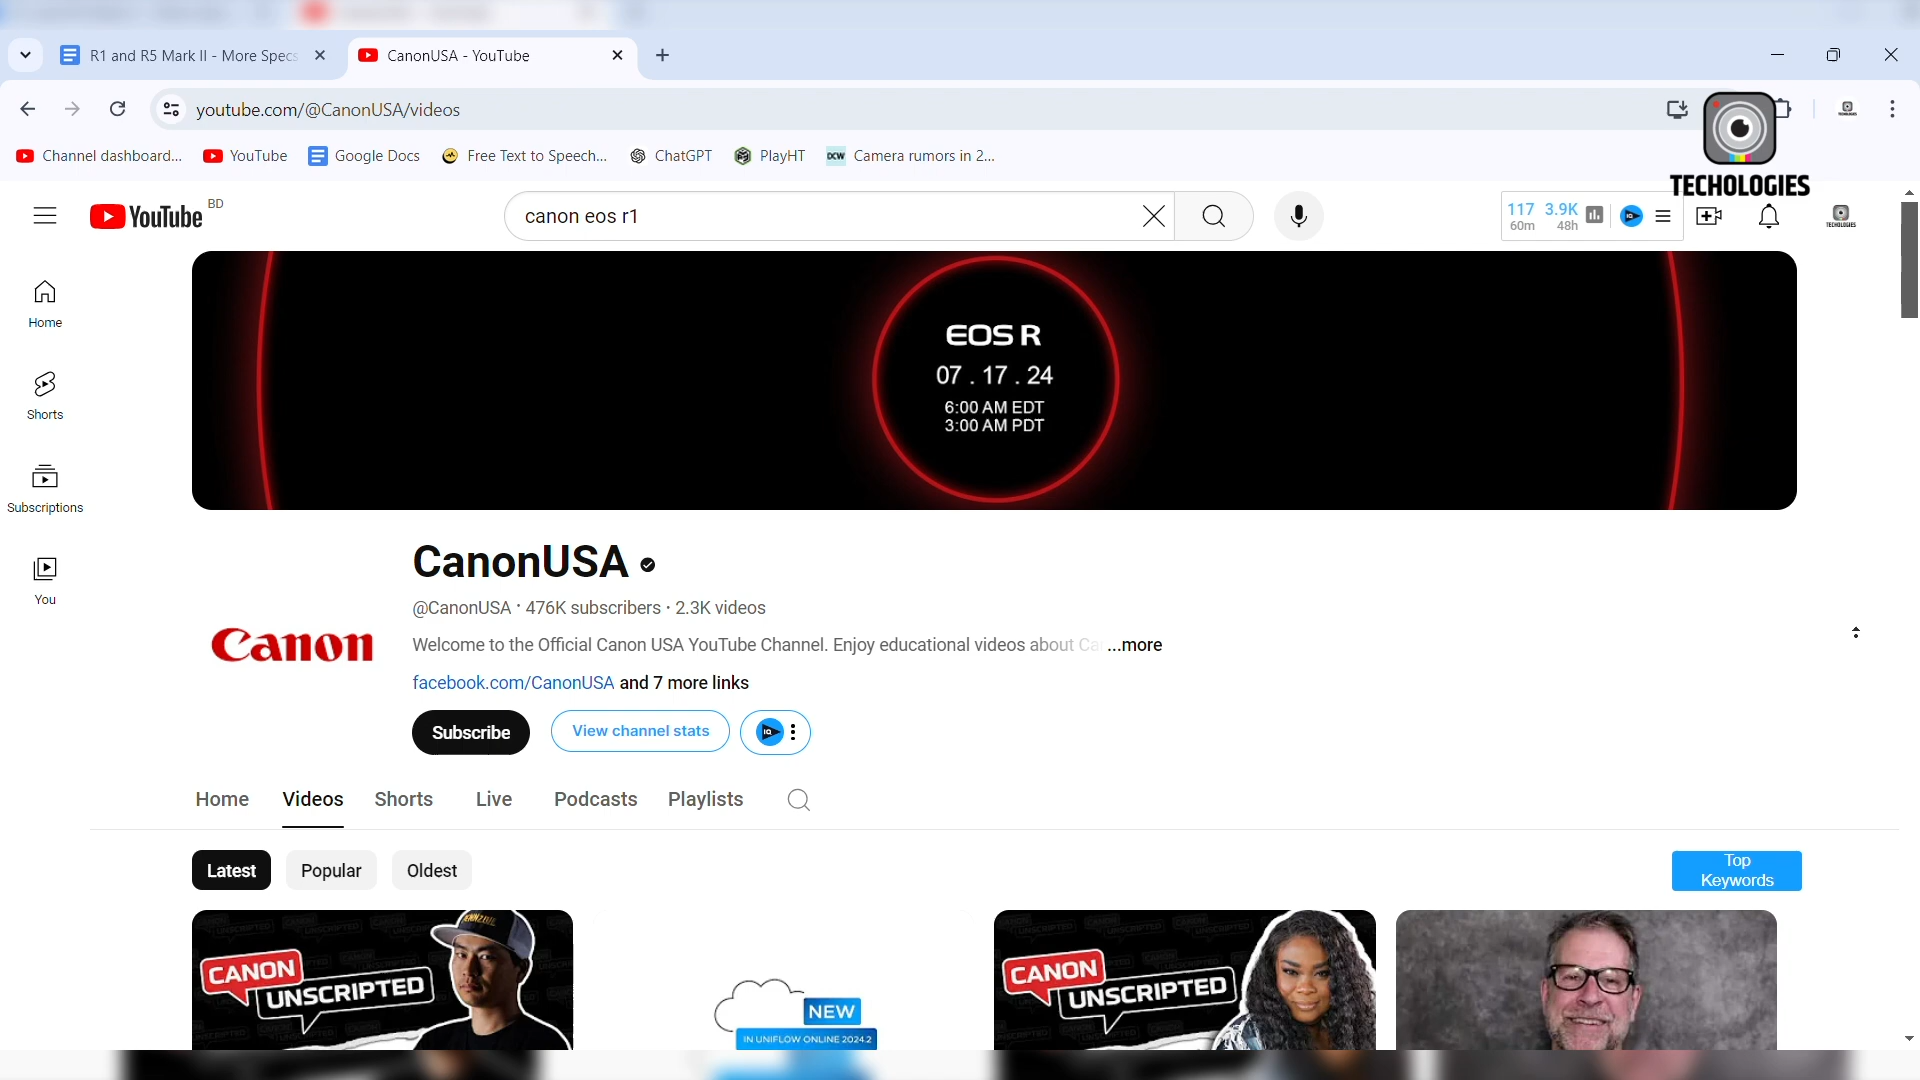 R1 and R5 Mark II - More Specs
CanonUSA - YouTube
youtube.com/@CanonUSA/videos
Channel dashboard...
YouTube
Google Docs
Free Text to Speech...
ChatGPT
PlayHT
DCW
Camera rumors in 2...
TECHOLOGIES
YouTube
BD
canon eos r1
117
60m
3.9K
48h
IQ
TECHOLOGIES
Home
Shorts
Subscriptions
You
EOS R
07 . 17 . 24
6:00 AM EDT
3:00 AM PDT
Canon
CanonUSA
@CanonUSA · 476K subscribers · 2.3K videos
Welcome to the Official Canon USA YouTube Channel. Enjoy educational videos about Ca ...more
facebook.com/CanonUSA and 7 more links
Subscribe
View channel stats
IQ
Home
Videos
Shorts
Live
Podcasts
Playlists
Latest
Popular
Oldest
Top
Keywords
CANON
UNSCRIPTED
NEW
IN UNIFLOW ONLINE 2024.2
CANON
UNSCRIPTED